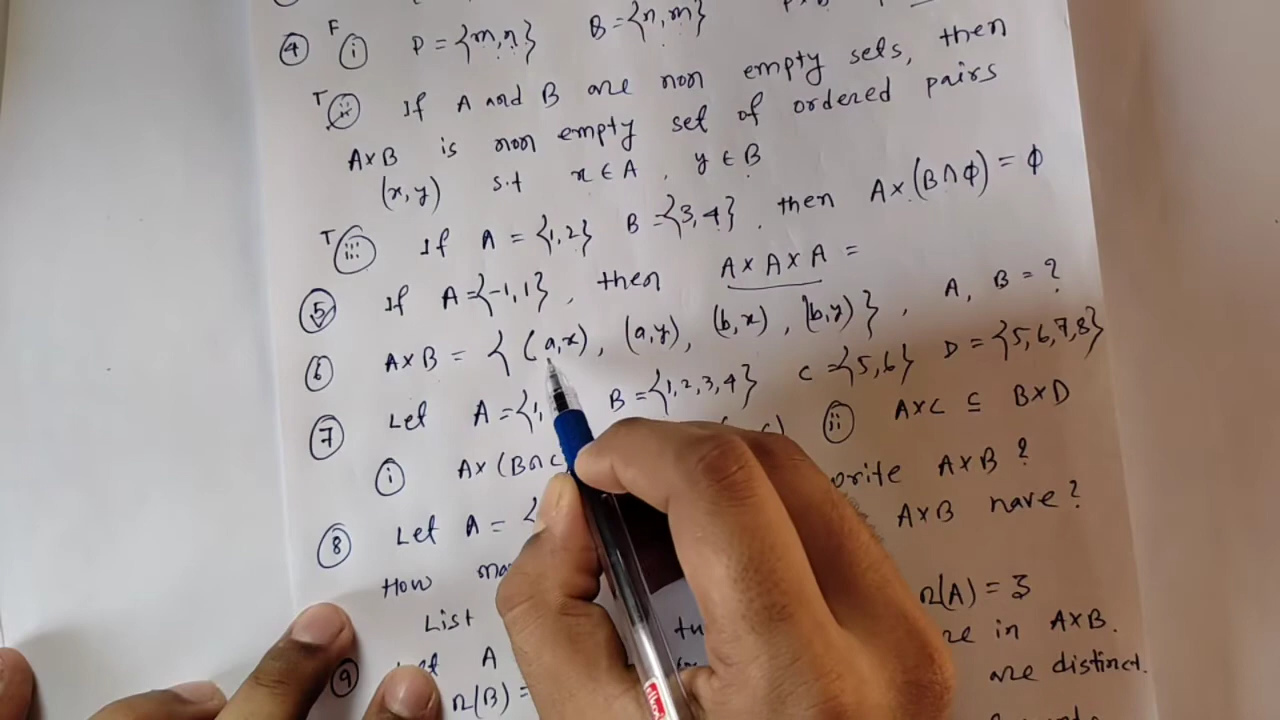 ④ F ⓘ P = {m,n} B = {n,m}
T ⓘⓘ If A and B are non empty sets, then
A×B is non empty set of ordered pairs
(x,y) s.t x ∈ A, y ∈ B
T ⓘⓘⓘ If A = {1,2} B = {3,4}, then A×(B∩ϕ) = ϕ
⑤ If A={-1,1}, then A×A×A =
⑥ A×B = {(a,x), (a,y), (b,x), (b,y)}, A, B = ?
⑦ Let A = {1, B = {1,2,3,4} C = {5,6} D = {5,6,7,8}
ⓘ A×(B∩C ⓘⓘ A×C ⊆ B×D
⑧ Let A = { write A×B ?
How A×B have?
List n(A) = 3
⑨ Let A in A×B.
n(B) = are distinct.